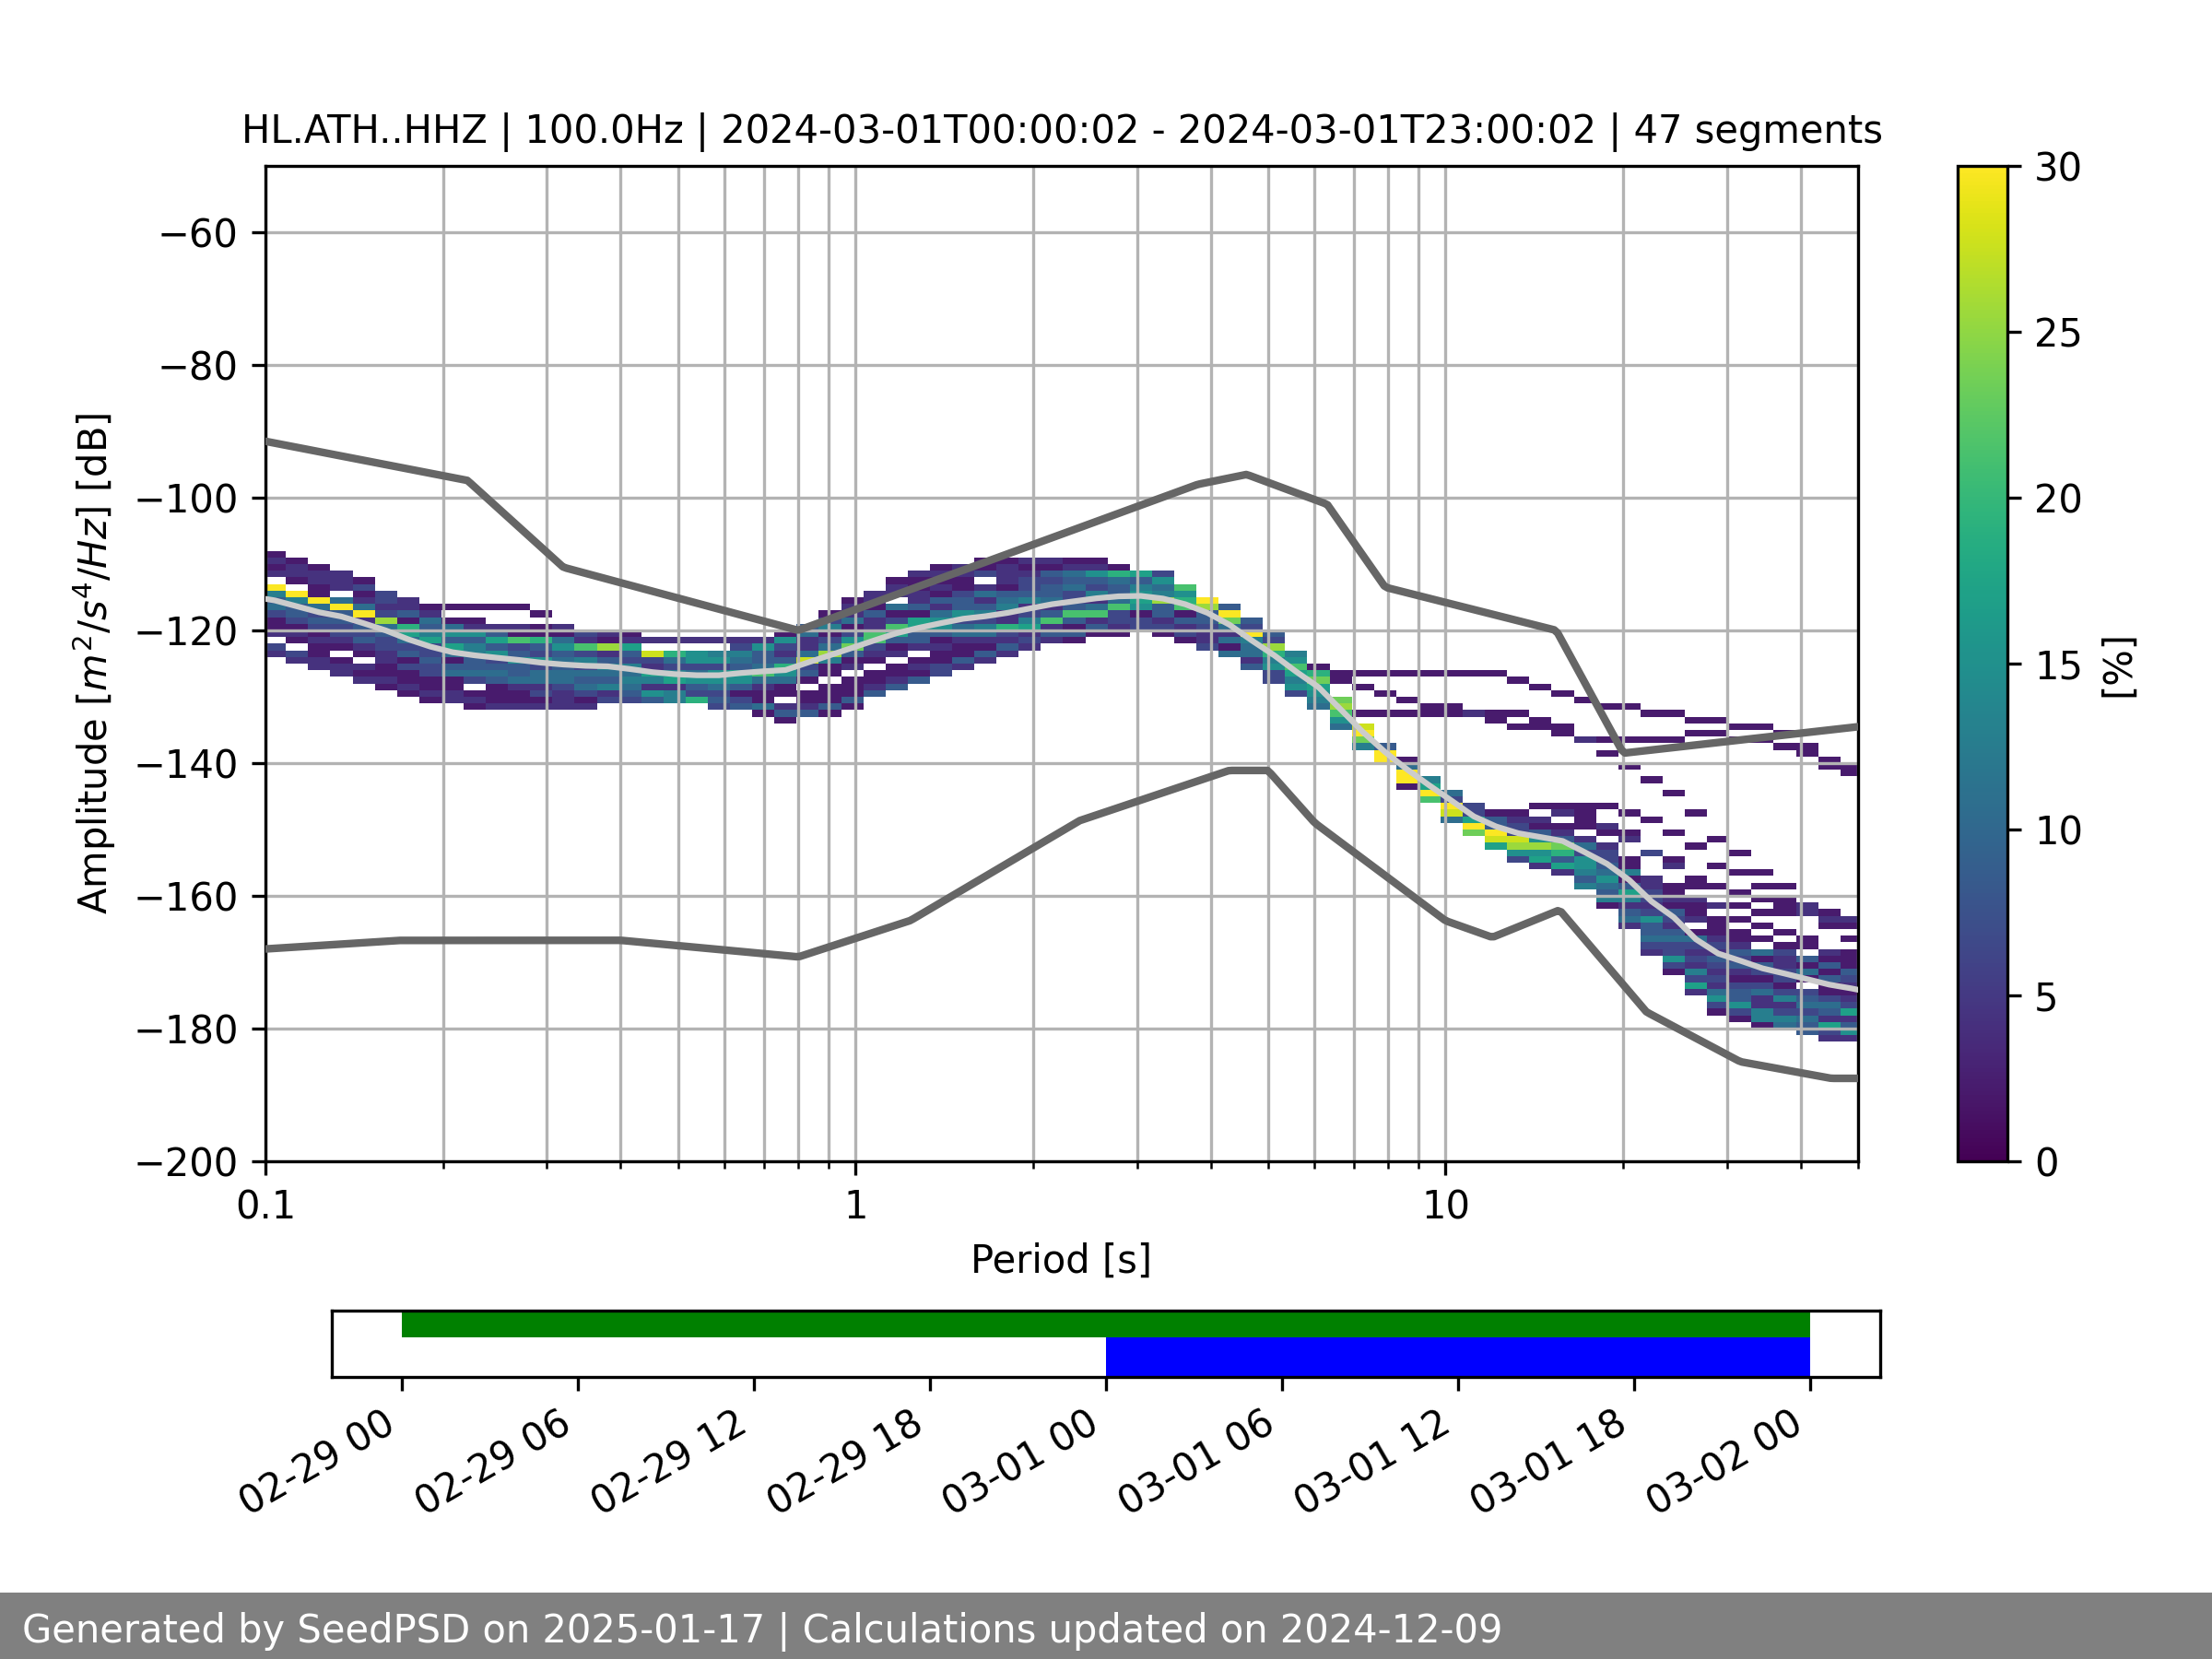 HL.ATH..HHZ | 100.0Hz | 2024-03-01T00:00:02 - 2024-03-01T23:00:02 | 47 segments
Amplitude [m²/s⁴/Hz] [dB]
−60
−80
−100
−120
−140
−160
−180
−200
0.1 1 10
Period [s]
30
25
20
15
10
5
0
[%]
02-29 00 02-29 06 02-29 12 02-29 18 03-01 00 03-01 06 03-01 12 03-01 18 03-02 00
Generated by SeedPSD on 2025-01-17 | Calculations updated on 2024-12-09